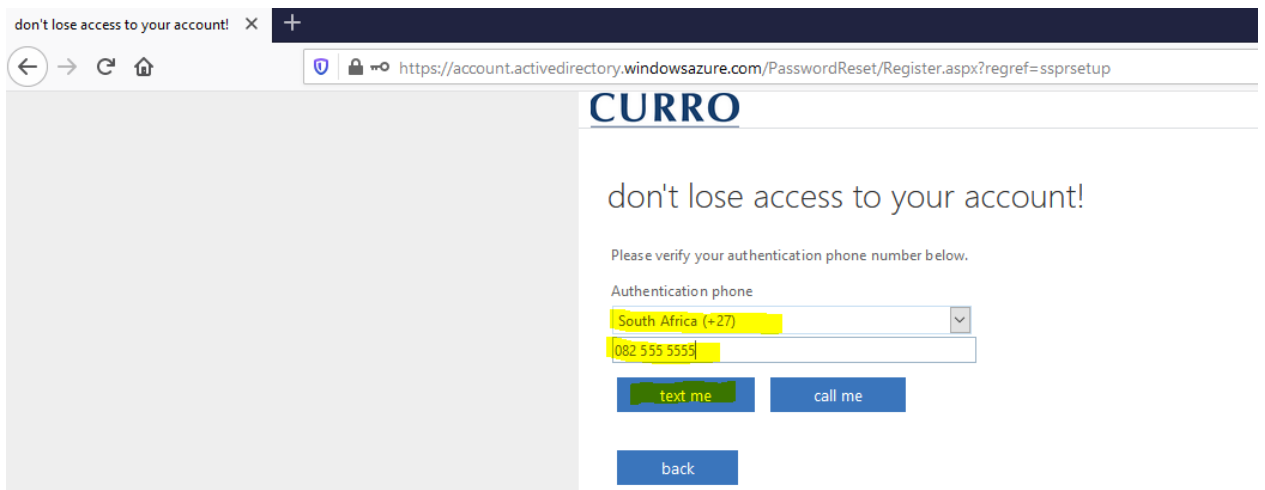 don't lose access to your account!
https://account.activedirectory.windowsazure.com/PasswordReset/Register.aspx?regref=ssprsetup
CURRO
don't lose access to your account!
Please verify your authentication phone number below.
Authentication phone
South Africa (+27)
082 555 5555
text me call me
back